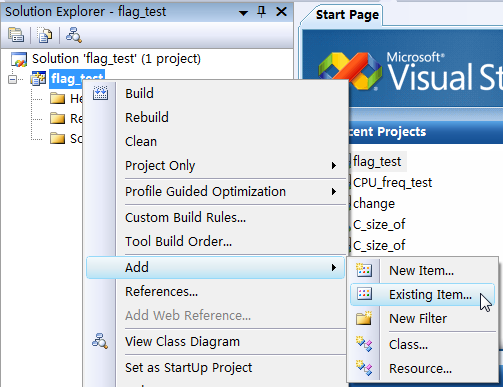 Solution Explorer - flag_test
Start Page
Solution 'flag_test' (1 project)
flag_test
Microsoft®
Visual St
He
Re
So
Build
Rebuild
Clean
Project Only
Profile Guided Optimization
Custom Build Rules...
Tool Build Order...
Add
References...
Add Web Reference...
View Class Diagram
Set as StartUp Project
cent Projects
flag_test
CPU_freq_test
change
C_size_of
C_size_of
New Item...
Existing Item...
New Filter
Class...
Resource...